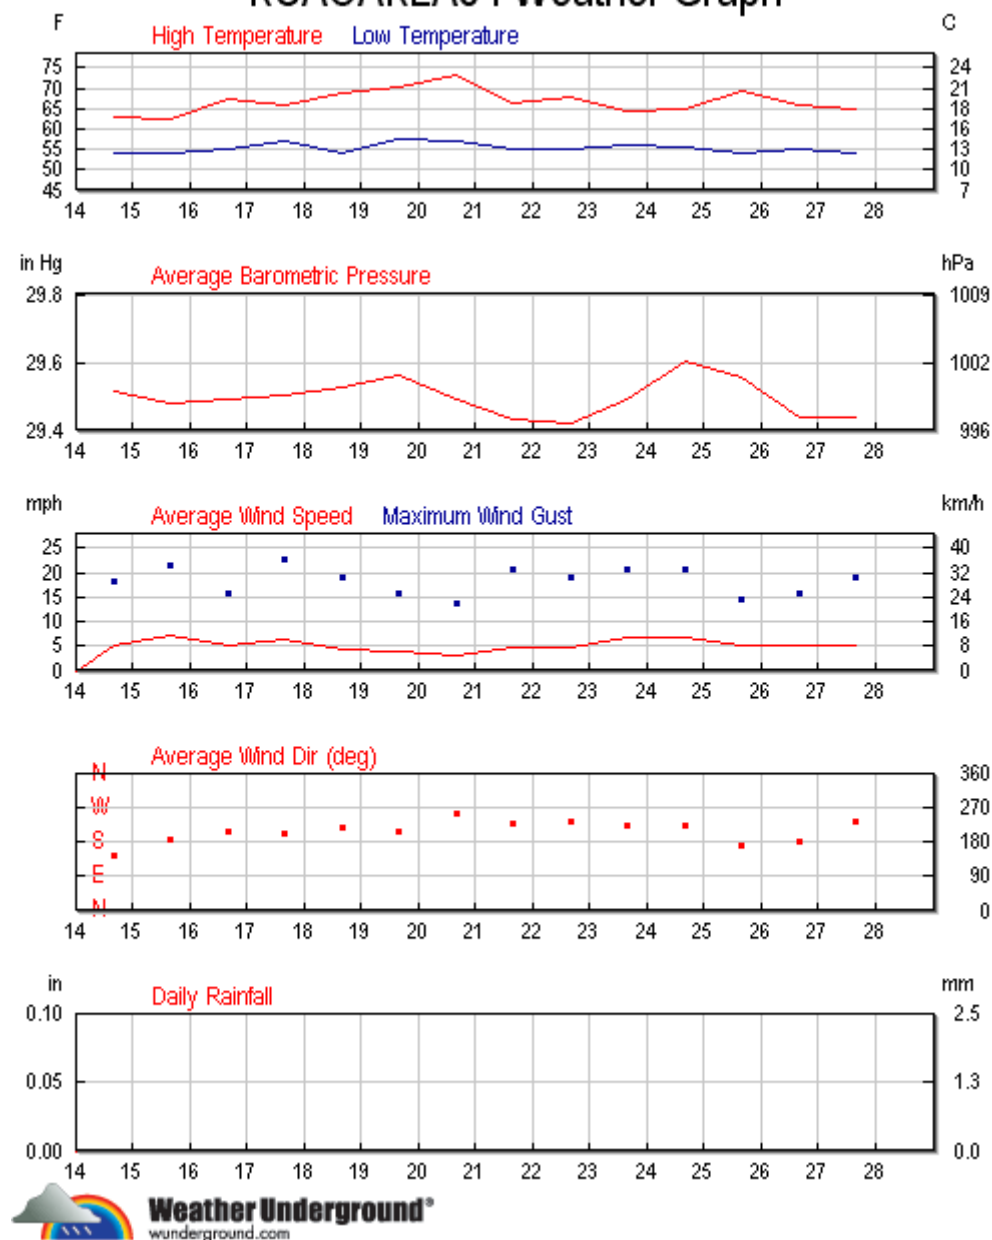 Weather Graph
F C
High Temperature Low Temperature
75 24
70 21
65 18
60 16
55 13
50 10
45 7
14 15 16 17 18 19 20 21 22 23 24 25 26 27 28
in Hg hPa
Average Barometric Pressure
29.8 1009
29.6 1002
29.4 996
14 15 16 17 18 19 20 21 22 23 24 25 26 27 28
mph km/h
Average Wind Speed Maximum Wind Gust
25 40
20 32
15 24
10 16
5 8
0 0
14 15 16 17 18 19 20 21 22 23 24 25 26 27 28
Average Wind Dir (deg)
N 360
W 270
S 180
E 90
N 0
14 15 16 17 18 19 20 21 22 23 24 25 26 27 28
in mm
Daily Rainfall
0.10 2.5
0.05 1.3
0.00 0.0
14 15 16 17 18 19 20 21 22 23 24 25 26 27 28
Weather Underground®
wunderground.com